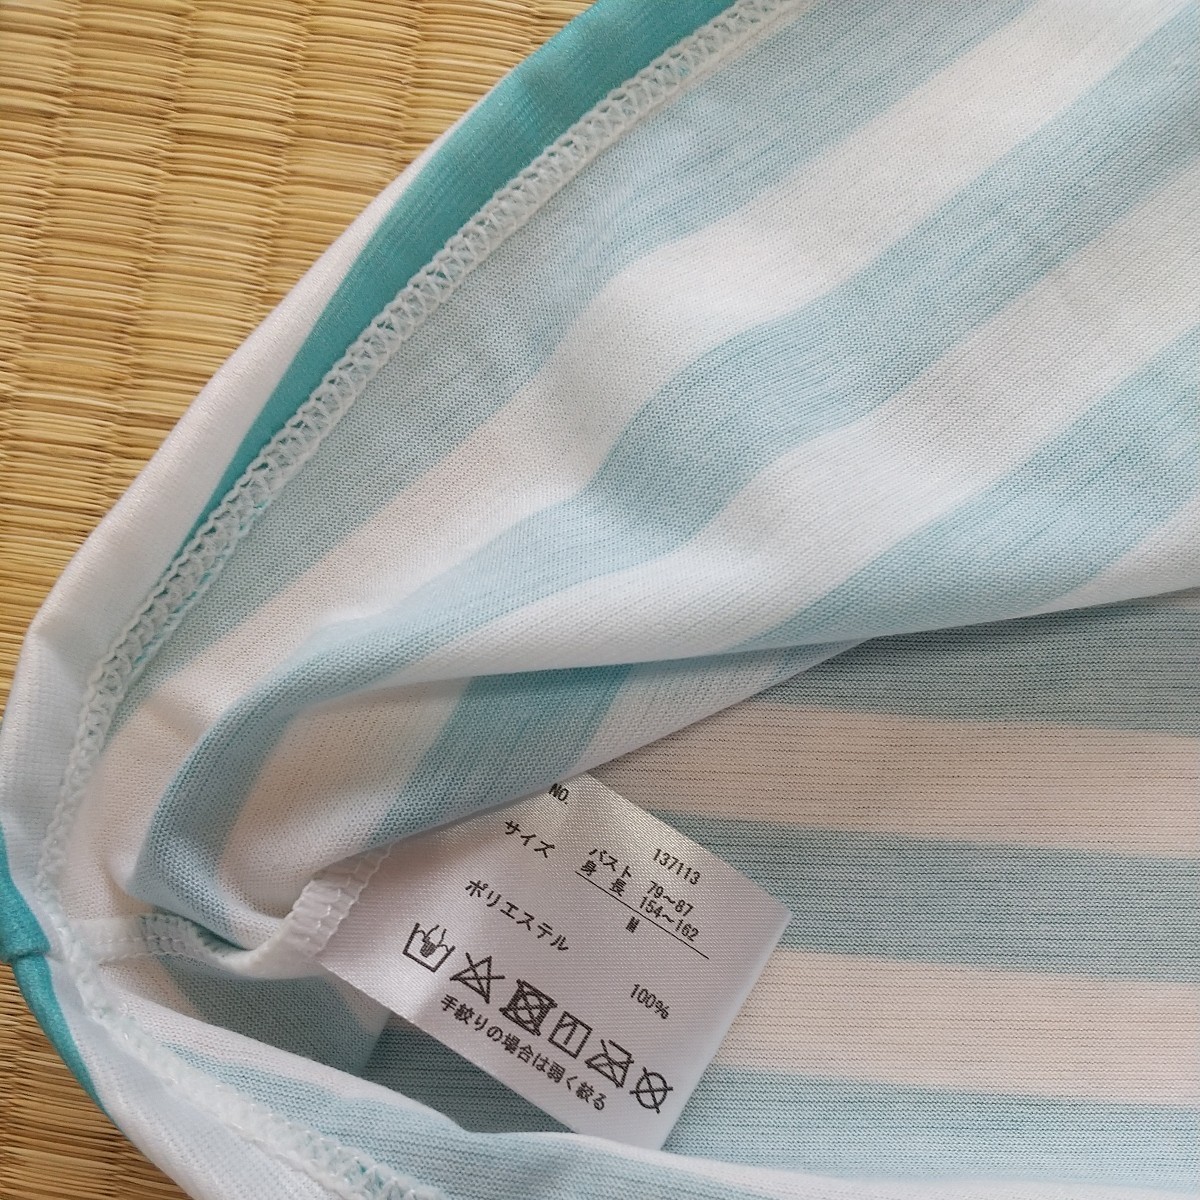 NO. 137113
サイズ バスト 79~87
身長 154~162
M
ポリエステル 100%
手絞りの場合は弱く絞る